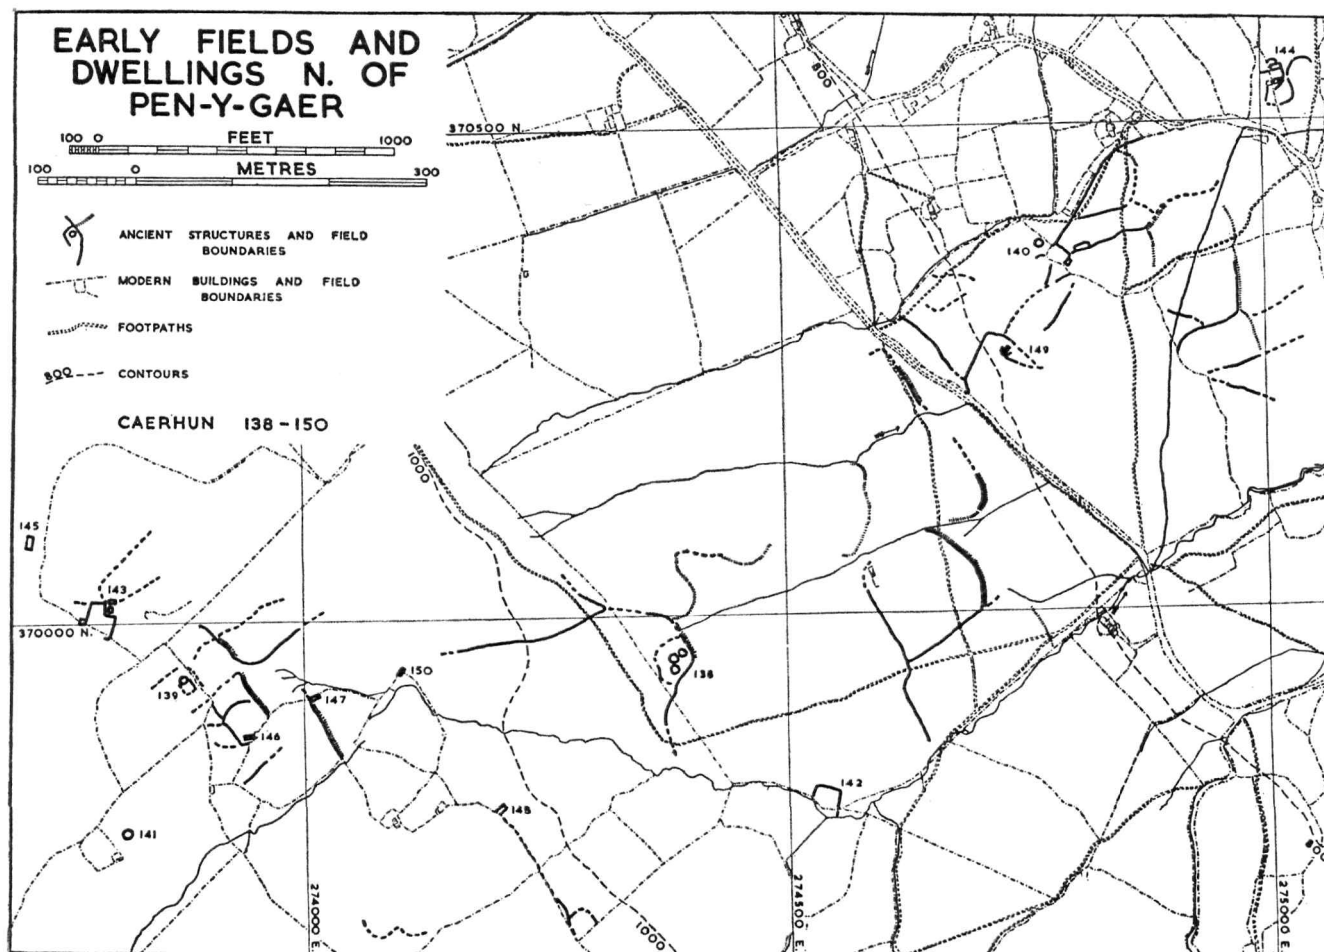 EARLY FIELDS AND
DWELLINGS N. OF
PEN-Y-GAER
100 0 FEET 1000
100 0 METRES 300
ANCIENT STRUCTURES AND FIELD
BOUNDARIES
MODERN BUILDINGS AND FIELD
BOUNDARIES
FOOTPATHS
800 CONTOURS
CAERHUN 138-150
800
144
370500 N.
140
149
1000
145
143
370000 N.
139
150
138
147
146
142
148
141
274000 E.
1000
274500 E.
275000 E.